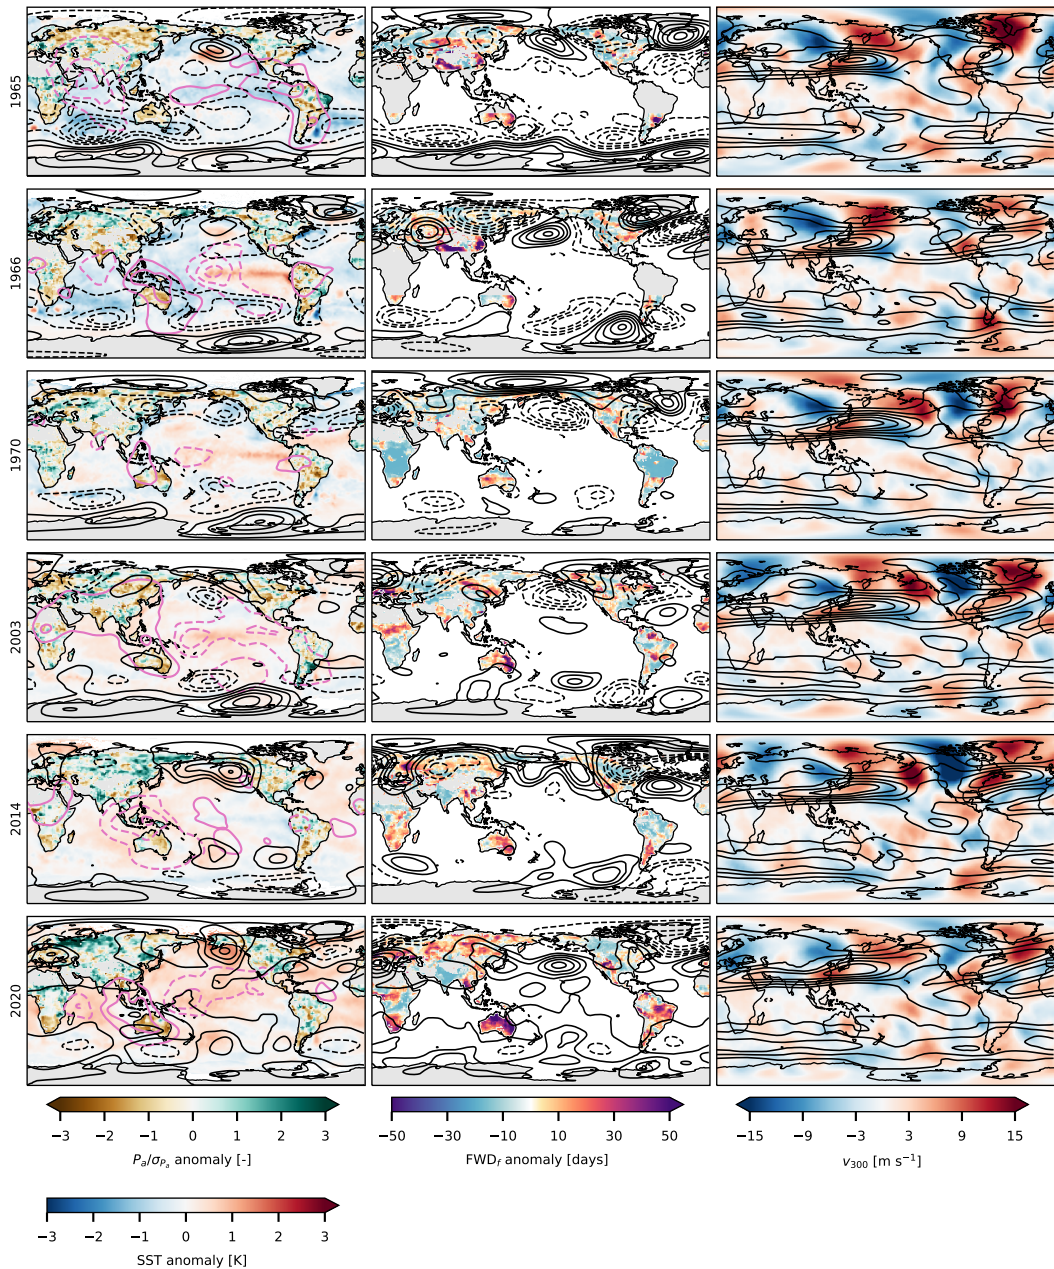 1965
1966
1970
2003
2014
2020
−3 −2 −1 0 1 2 3
P_a/σ_{P_a} anomaly [-]
−50 −30 −10 10 30 50
FWD_f anomaly [days]
−15 −9 −3 3 9 15
v_{300} [m s^{−1}]
−3 −2 −1 0 1 2 3
SST anomaly [K]